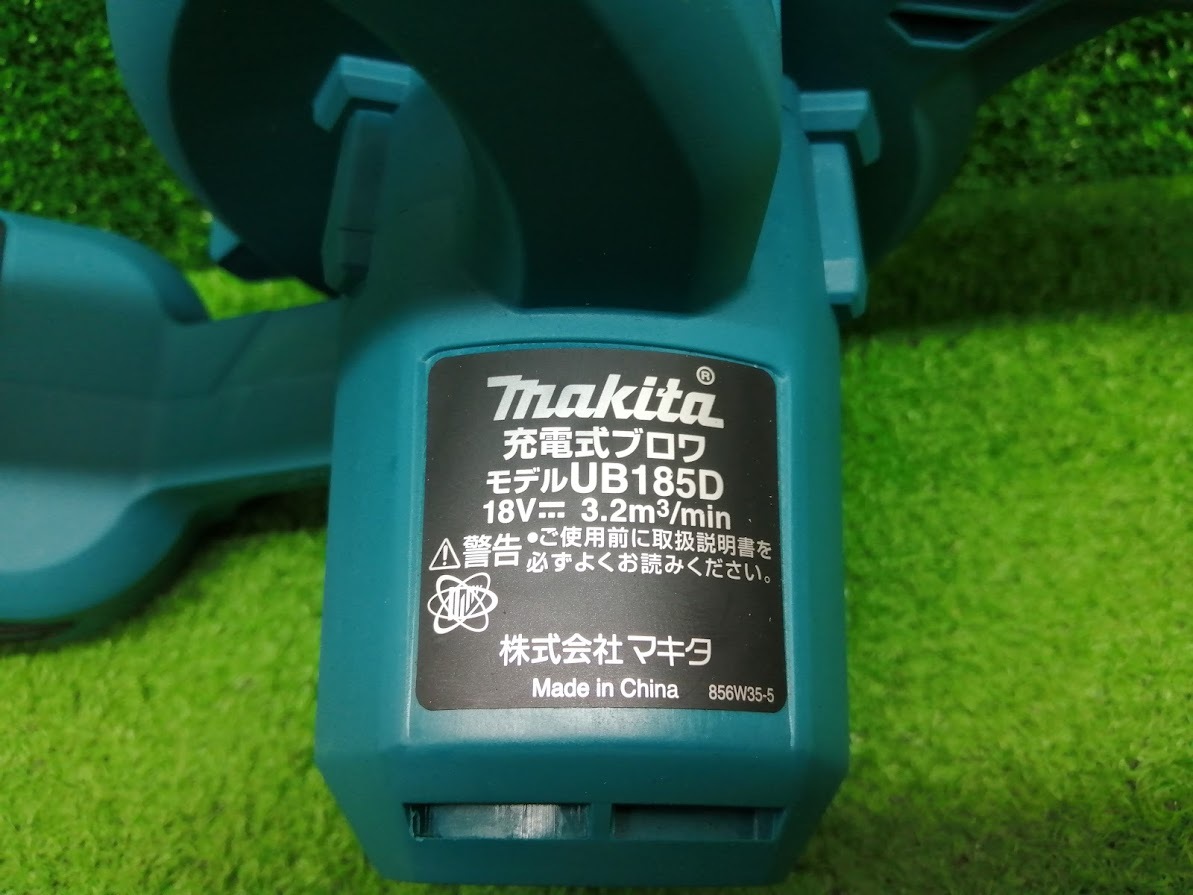 makita®
充電式ブロワ
モデルUB185D
18V⎓ 3.2m³/min
⚠警告 •ご使用前に取扱説明書を
必ずよくお読みください。
株式会社マキタ
Made in China 856W35-5